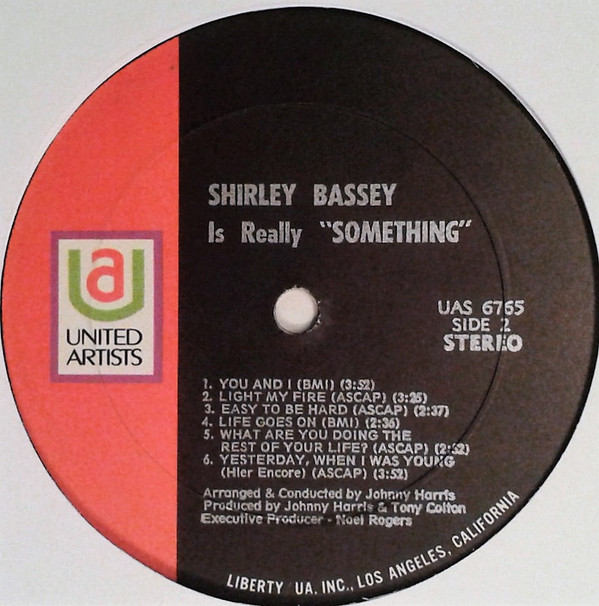 SHIRLEY BASSEY
Is Really "SOMETHING"
ua
UNITED
ARTISTS
UAS 6765
SIDE 2
STEREO
1. YOU AND I (BMI) (3:52)
2. LIGHT MY FIRE (ASCAP) (3:25)
3. EASY TO BE HARD (ASCAP) (2:37)
4. LIFE GOES ON (BMI) (2:36)
5. WHAT ARE YOU DOING THE
REST OF YOUR LIFE? (ASCAP) (2:52)
6. YESTERDAY, WHEN I WAS YOUNG
(Hier Encore) (ASCAP) (3:52)
Arranged & Conducted by Johnny Harris
Produced by Johnny Harris & Tony Colton
Executive Producer - Noel Rogers
LIBERTY UA, INC., LOS ANGELES, CALIFORNIA